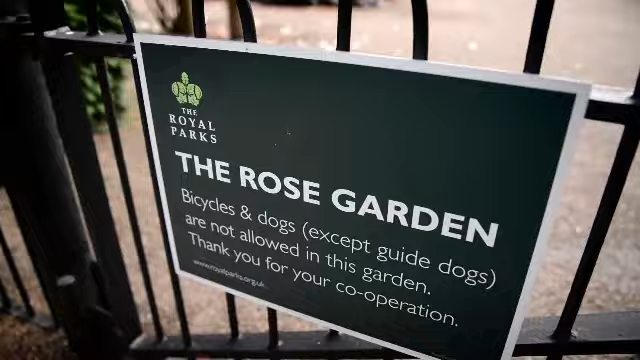 THE
ROYAL
PARKS
THE ROSE GARDEN
Bicycles & dogs (except guide dogs)
are not allowed in this garden.
Thank you for your co-operation.
www.royalparks.org.uk